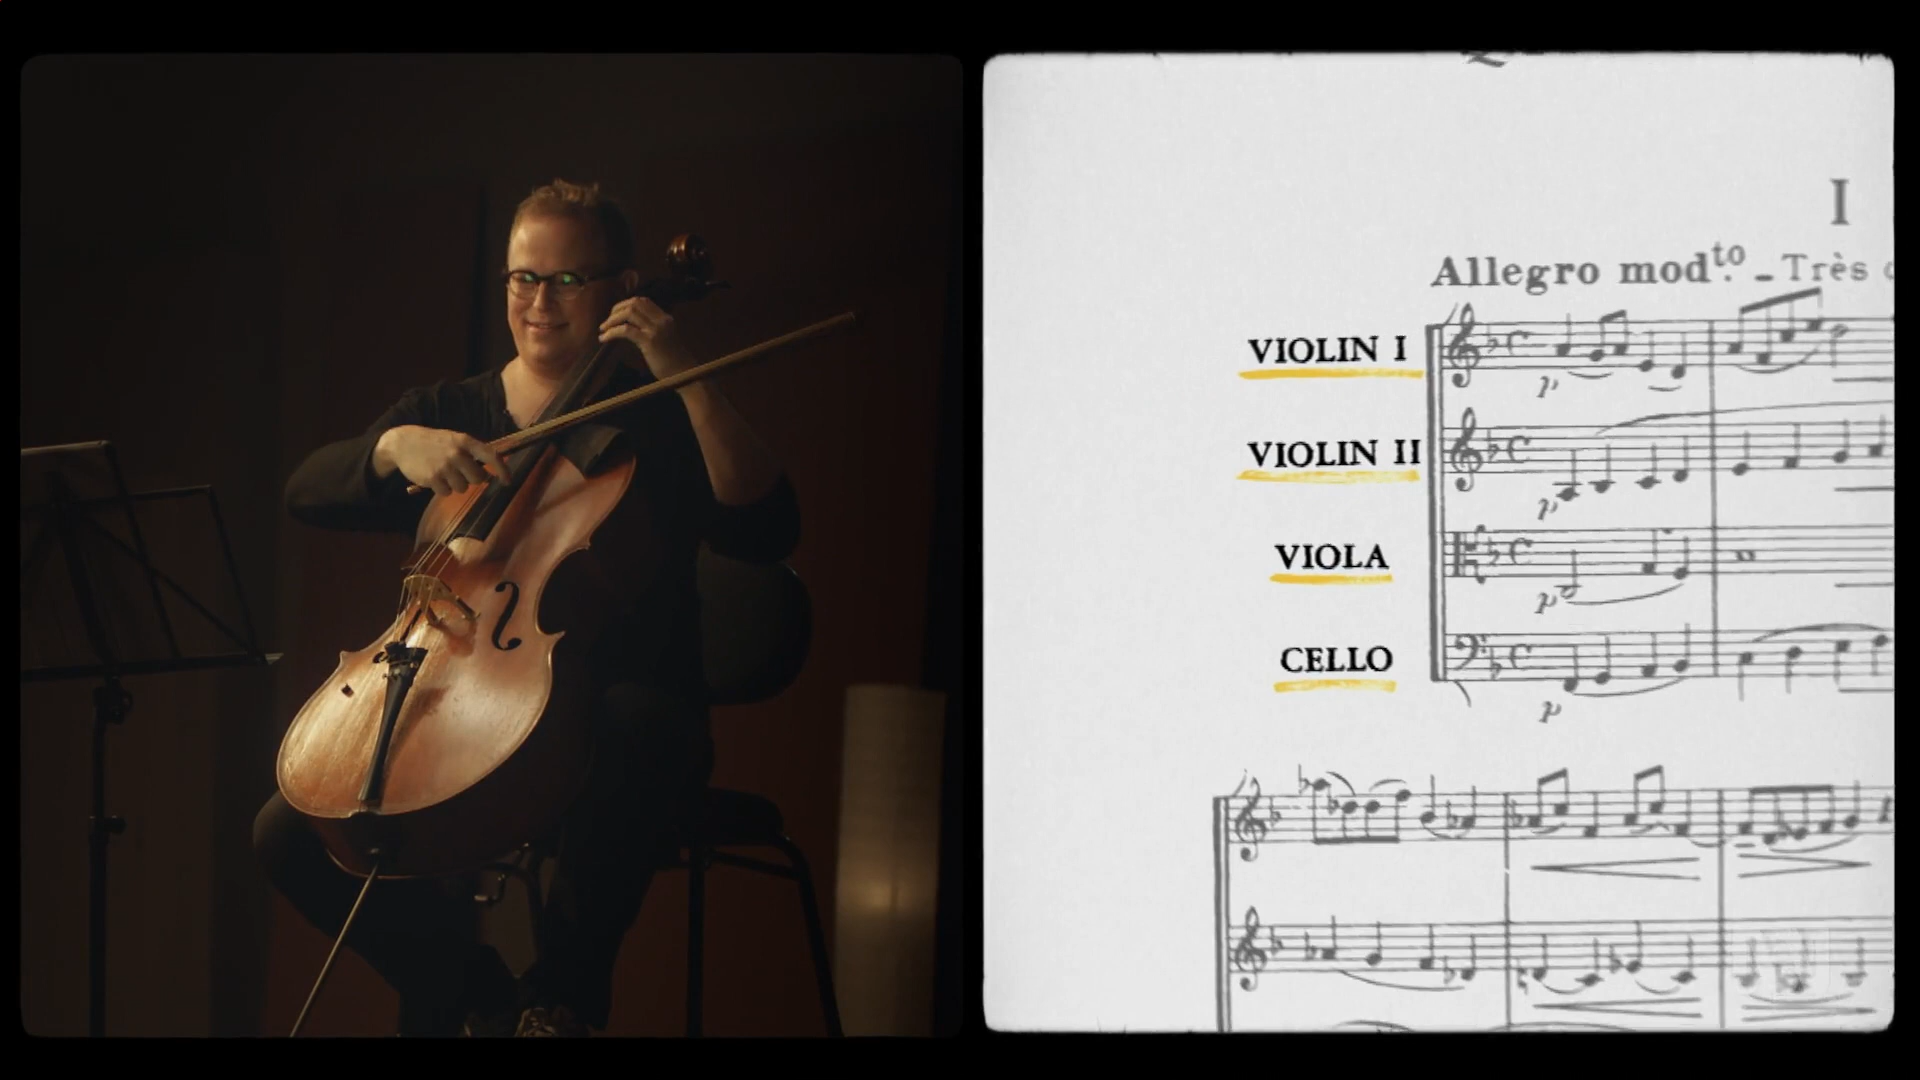 I
Allegro mod.to - Très
VIOLIN I
p
VIOLIN II
p
VIOLA
p
CELLO
p